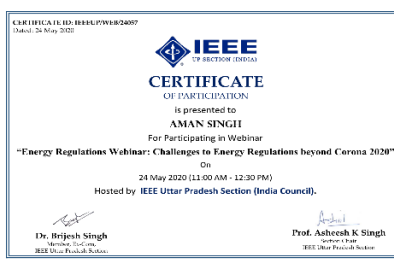 CERTIFICATE ID: IEEEUP/WEB/24057
Dated: 24 May 2020
IEEE
UP SECTION (INDIA)
CERTIFICATE
OF PARTICIPATION
is presented to
AMAN SINGH
For Participating in Webinar
“Energy Regulations Webinar: Challenges to Energy Regulations beyond Corona 2020”
On
24 May 2020 (11:00 AM - 12:30 PM)
Hosted by IEEE Uttar Pradesh Section (India Council).
Dr. Brijesh Singh
Member, Ex-Com,
IEEE Uttar Pradesh Section
Prof. Asheesh K Singh
Section Chair
IEEE Uttar Pradesh Section